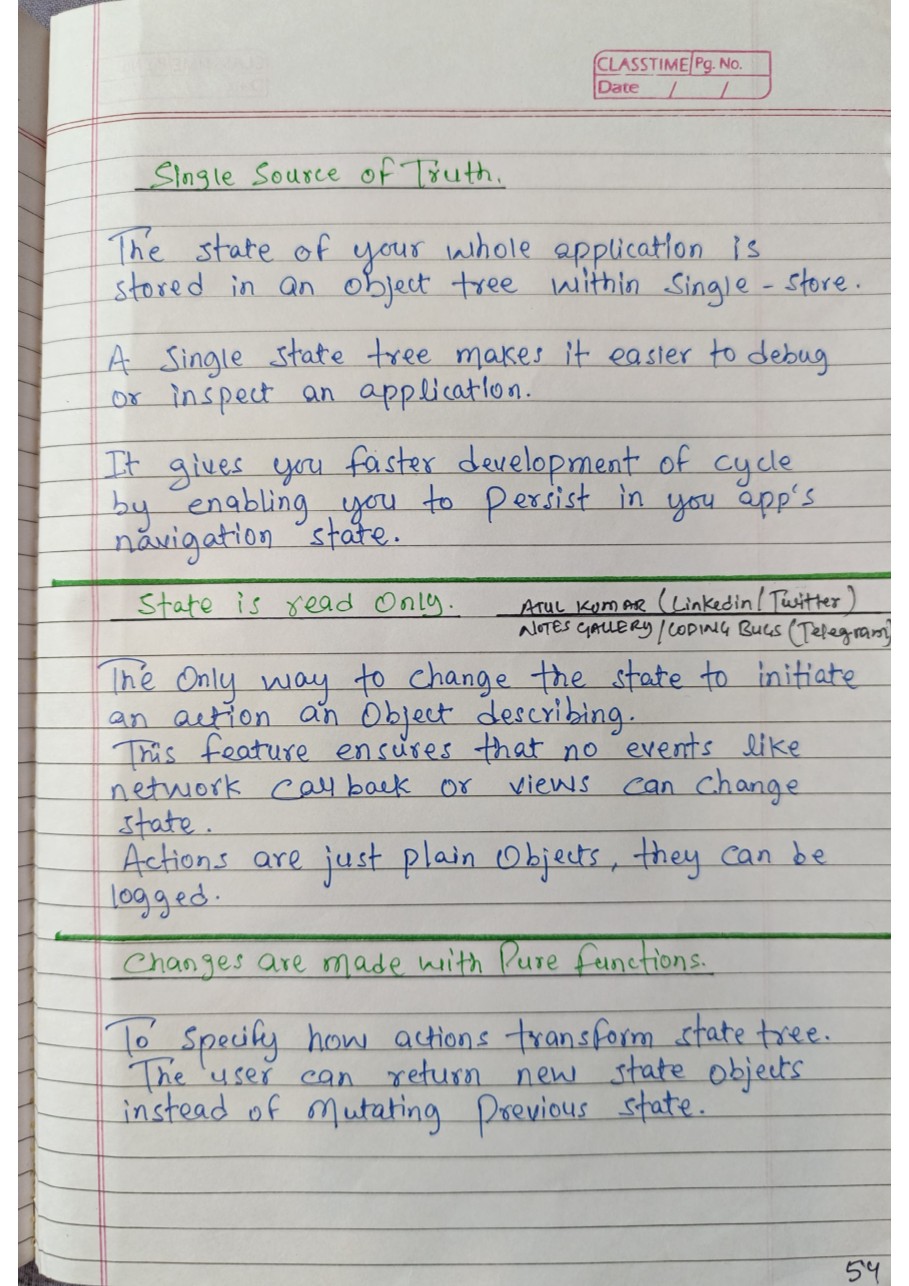 CLASSTIME Pg. No.
Date / /
Single Source of Truth.
The state of your whole application is
stored in an object tree within single - store.
A single state tree makes it easier to debug
or inspect an application.
It gives you faster development of cycle
by enabling you to persist in you app's
navigation state.
State is read Only.
ATUL KUMAR (Linkedin / Twitter)
NOTES GALLERY / CODING BUGS (Telegram)
The Only way to change the state to initiate
an action an Object describing.
This feature ensures that no events like
network callback or views can change
state.
Actions are just plain Objects, they can be
logged.
Changes are made with Pure functions.
To specify how actions transform state tree.
The user can return new state objects
instead of mutating previous state.
54